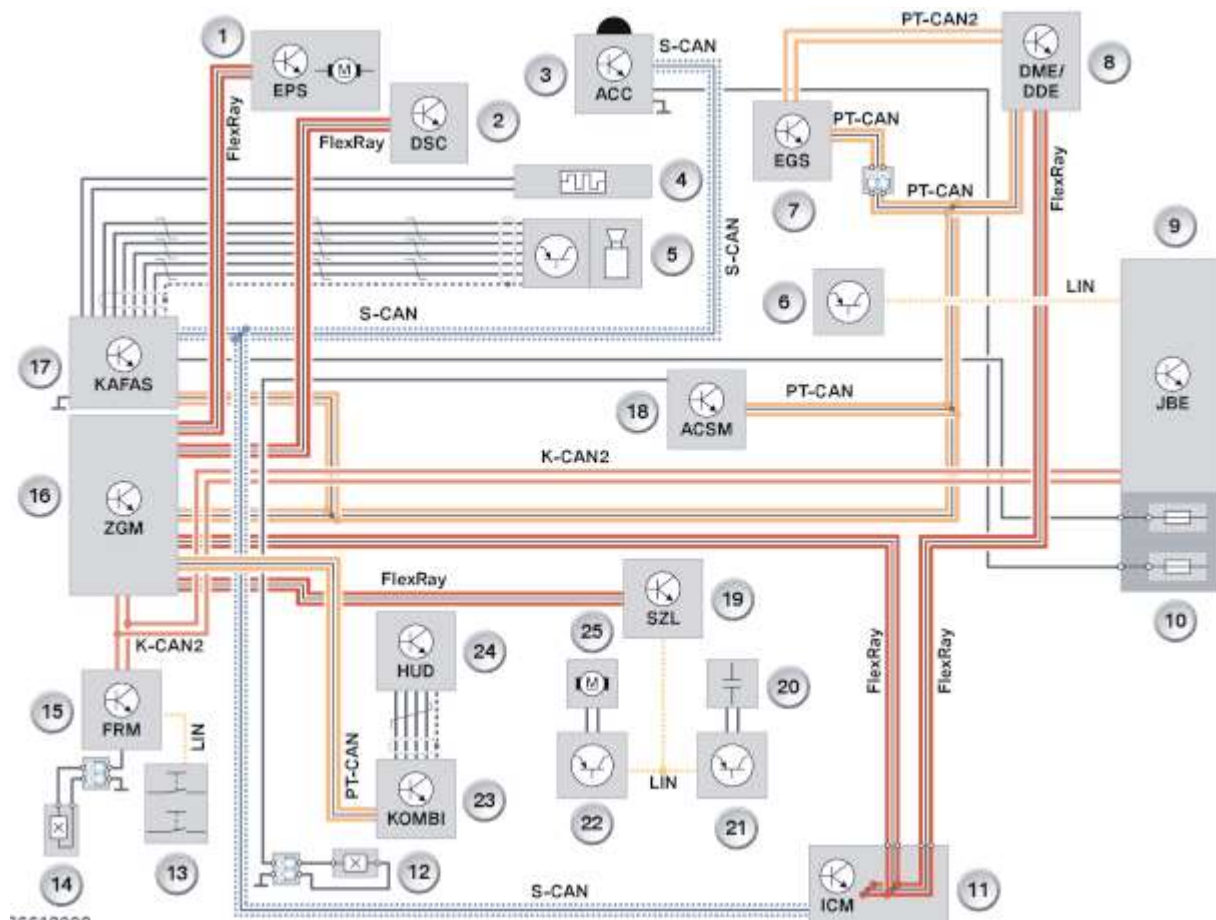 1
EPS
M
FlexRay
2
DSC
FlexRay
3
ACC
S-CAN
S-CAN
PT-CAN2
8
DME/
DDE
PT-CAN
EGS
7
PT-CAN
FlexRay
4
5
6
LIN
9
JBE
S-CAN
17
KAFAS
18
ACSM
PT-CAN
K-CAN2
16
ZGM
10
FlexRay
19
SZL
25
M
20
24
HUD
K-CAN2
15
FRM
LIN
PT-CAN
23
KOMBI
22
LIN
21
FlexRay
FlexRay
14
13
12
S-CAN
ICM
11